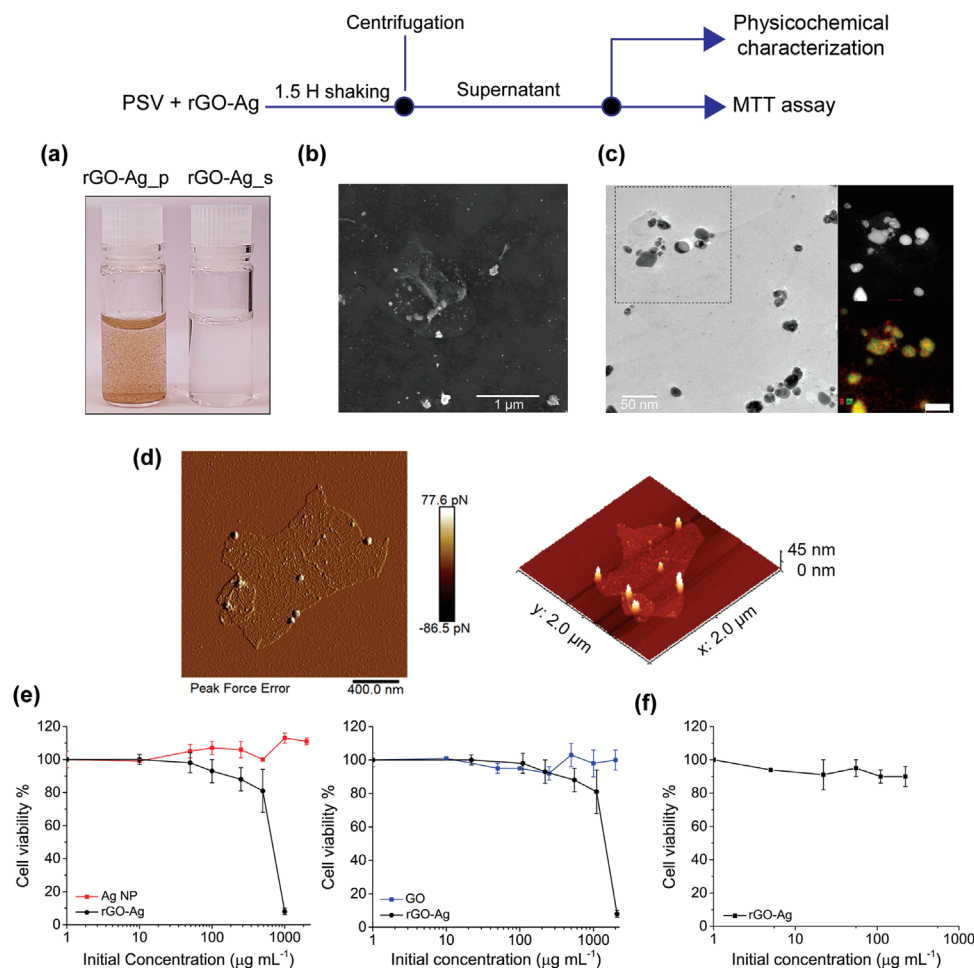 Centrifugation
Physicochemical
characterization
PSV + rGO-Ag
1.5 H shaking
Supernatant
MTT assay
(a)
rGO-Ag_p
rGO-Ag_s
(b)
1 µm
(c)
50 nm
(d)
Peak Force Error
400.0 nm
77.6 pN
-86.5 pN
45 nm
0 nm
y: 2.0 µm
x: 2.0 µm
(e)
Cell viability %
120
100
80
60
40
20
0
Ag NP
rGO-Ag
1
10
100
1000
Initial Concentration (µg mL⁻¹)
Cell viability %
120
100
80
60
40
20
0
GO
rGO-Ag
1
10
100
1000
Initial concentration (µg mL⁻¹)
(f)
Cell viability %
120
100
80
60
40
20
0
rGO-Ag
1
10
100
1000
Initial concentration (µg mL⁻¹)